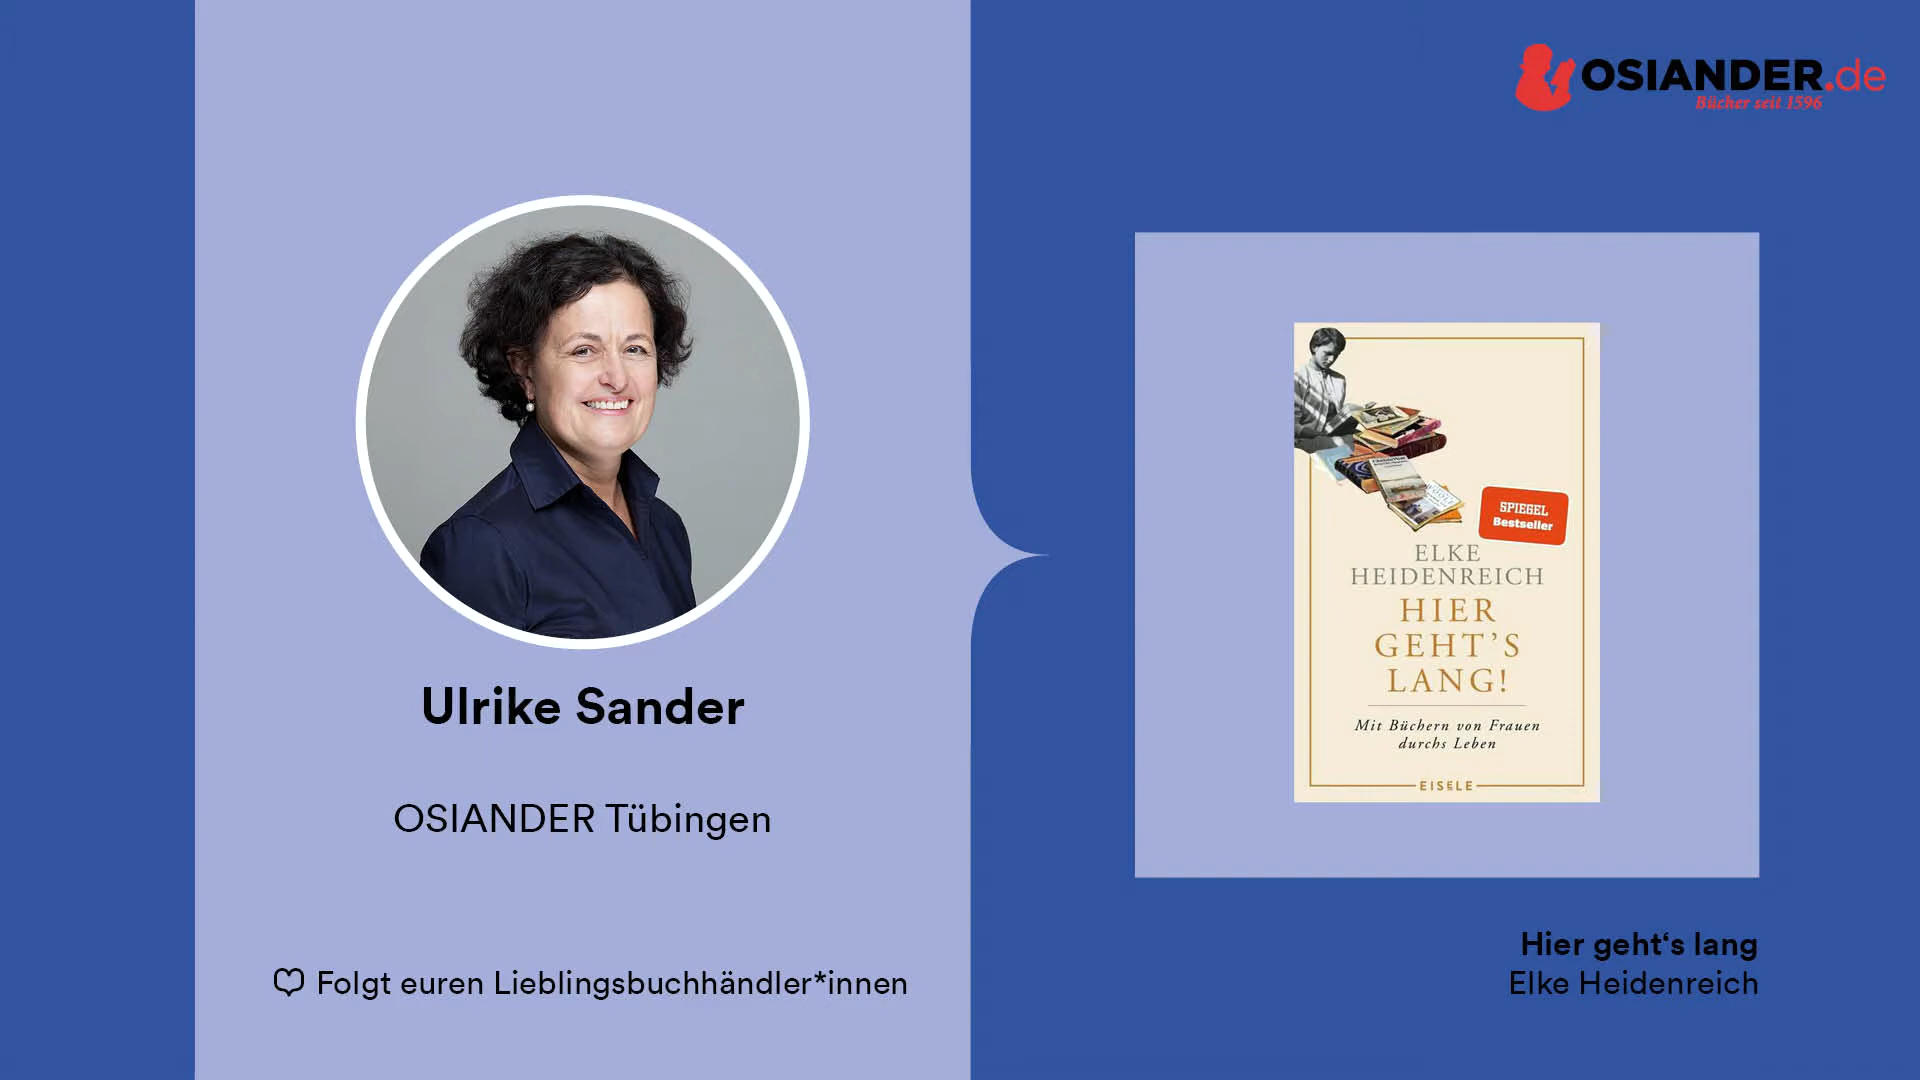 OSIANDER.de
Bücher seit 1596
Ulrike Sander
OSIANDER Tübingen
Folgt euren Lieblingsbuchhändler*innen
SPIEGEL
Bestseller
ELKE
HEIDENREICH
HIER
GEHT'S
LANG!
Mit Büchern von Frauen
durchs Leben
EISELE
Hier geht‘s lang
Elke Heidenreich